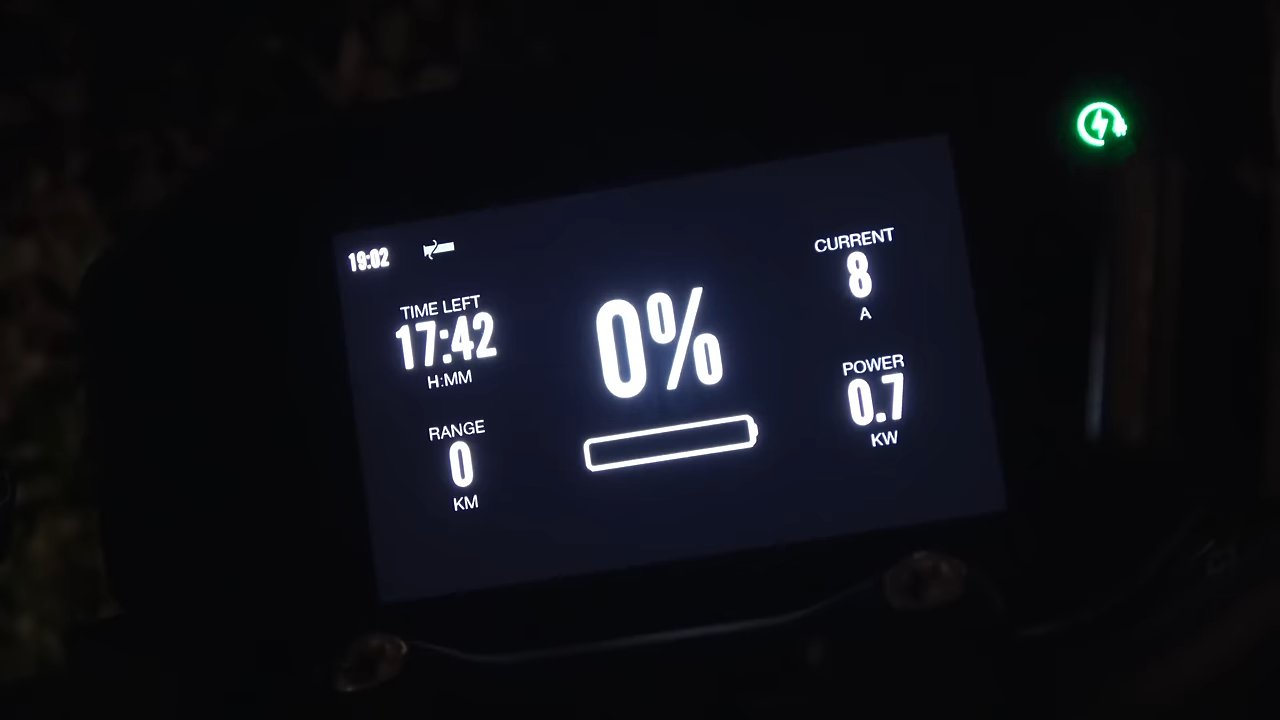 19:02
TIME LEFT
17:42
H:MM
RANGE
0
KM
0%
CURRENT
8
A
POWER
0.7
KW